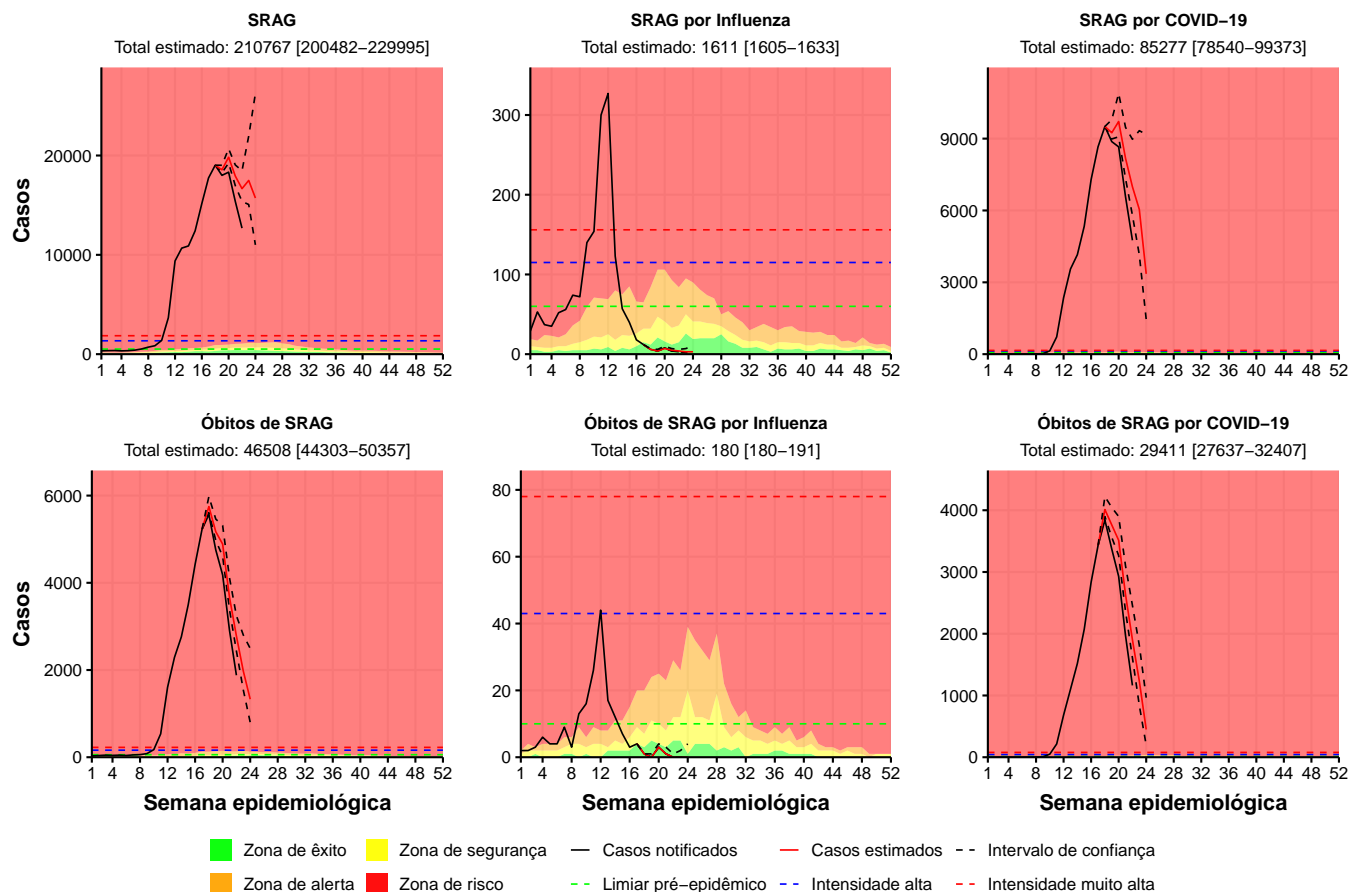 SRAG
Total estimado: 210767 [200482−229995]
SRAG por Influenza
Total estimado: 1611 [1605−1633]
SRAG por COVID−19
Total estimado: 85277 [78540−99373]
Casos
20000
10000
0
1 4 8 12 16 20 24 28 32 36 40 44 48 52
300
200
100
0
1 4 8 12 16 20 24 28 32 36 40 44 48 52
9000
6000
3000
0
1 4 8 12 16 20 24 28 32 36 40 44 48 52
Óbitos de SRAG
Total estimado: 46508 [44303−50357]
Óbitos de SRAG por Influenza
Total estimado: 180 [180−191]
Óbitos de SRAG por COVID−19
Total estimado: 29411 [27637−32407]
Casos
6000
4000
2000
0
1 4 8 12 16 20 24 28 32 36 40 44 48 52
80
60
40
20
0
1 4 8 12 16 20 24 28 32 36 40 44 48 52
4000
3000
2000
1000
0
1 4 8 12 16 20 24 28 32 36 40 44 48 52
Semana epidemiológica
Semana epidemiológica
Semana epidemiológica
Zona de êxito
Zona de segurança
Casos notificados
Casos estimados
Intervalo de confiança
Zona de alerta
Zona de risco
Limiar pré−epidêmico
Intensidade alta
Intensidade muito alta